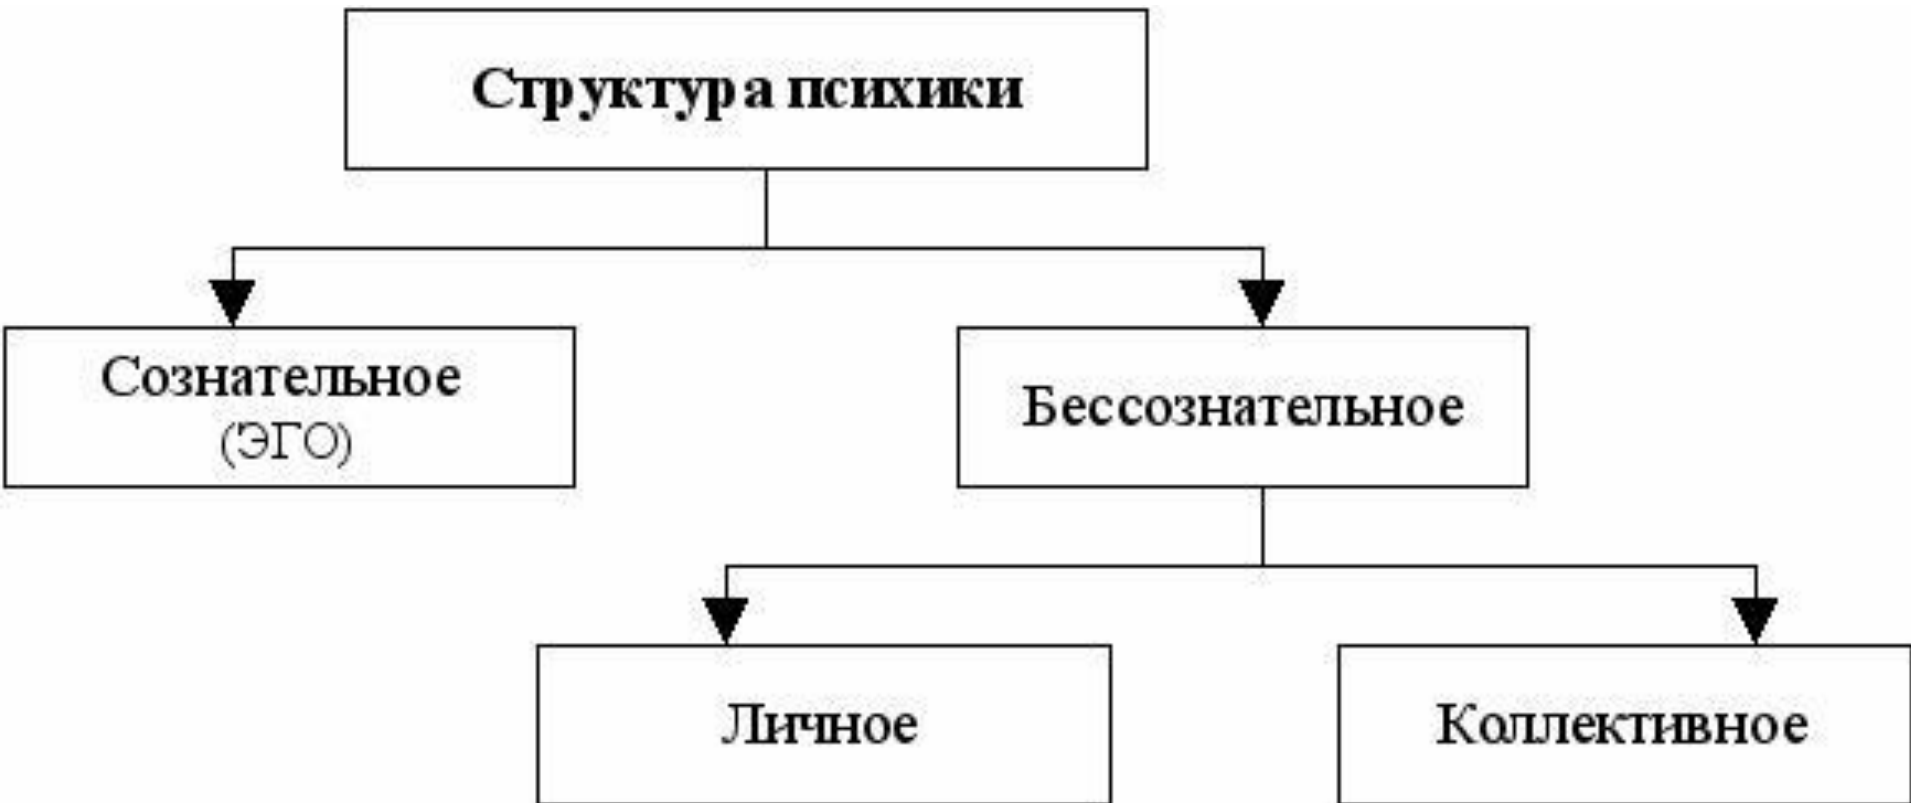 Структура психики
Сознательное
(ЭГО)
Бессознательное
Личное
Коллективное